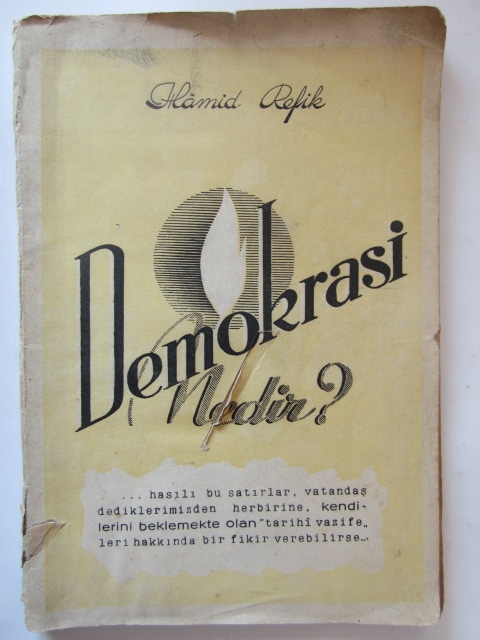 Hâmid Refik
Demokrasi
Nedir?
... hasılı bu satırlar, vatandaş
dediklerimizden herbirine, kendi-
lerini beklemekte olan "tarihî vazife„
leri hakkında bir fikir verebilirse...